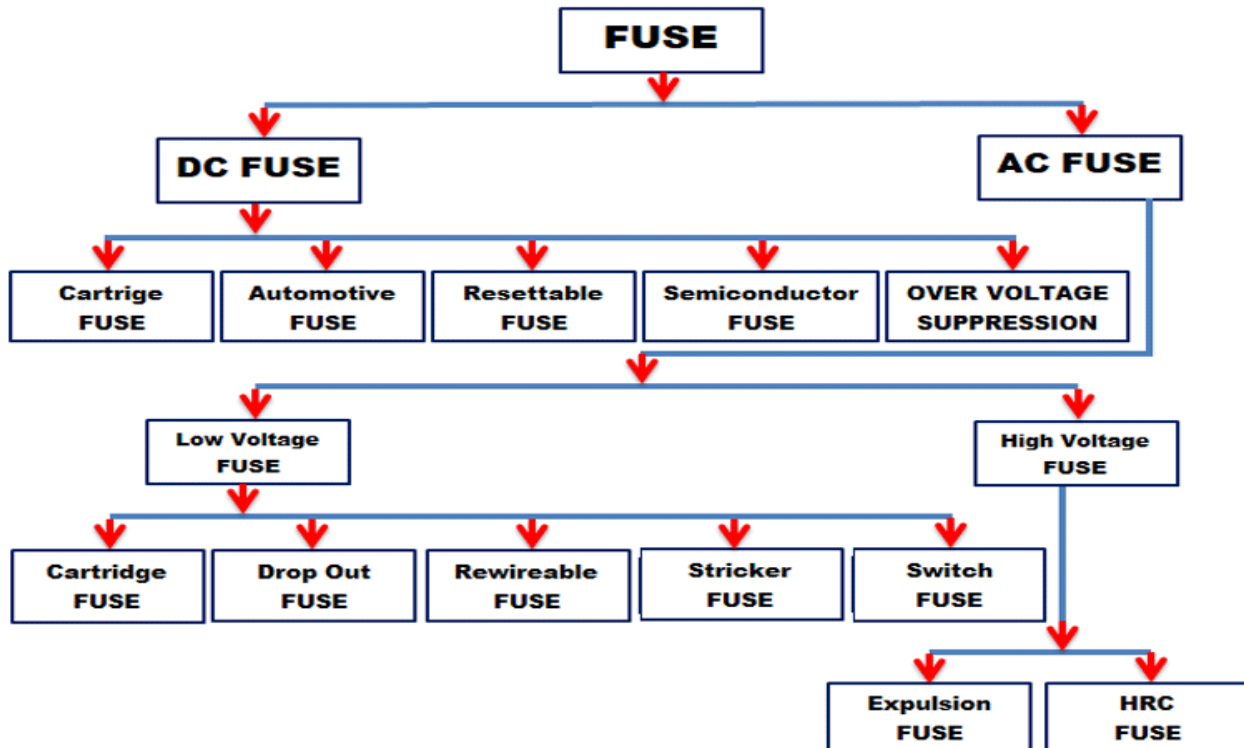 FUSE
DC FUSE
AC FUSE
Cartrige
FUSE
Automotive
FUSE
Resettable
FUSE
Semiconductor
FUSE
OVER VOLTAGE
SUPPRESSION
Low Voltage
FUSE
High Voltage
FUSE
Cartridge
FUSE
Drop Out
FUSE
Rewireable
FUSE
Stricker
FUSE
Switch
FUSE
Expulsion
FUSE
HRC
FUSE